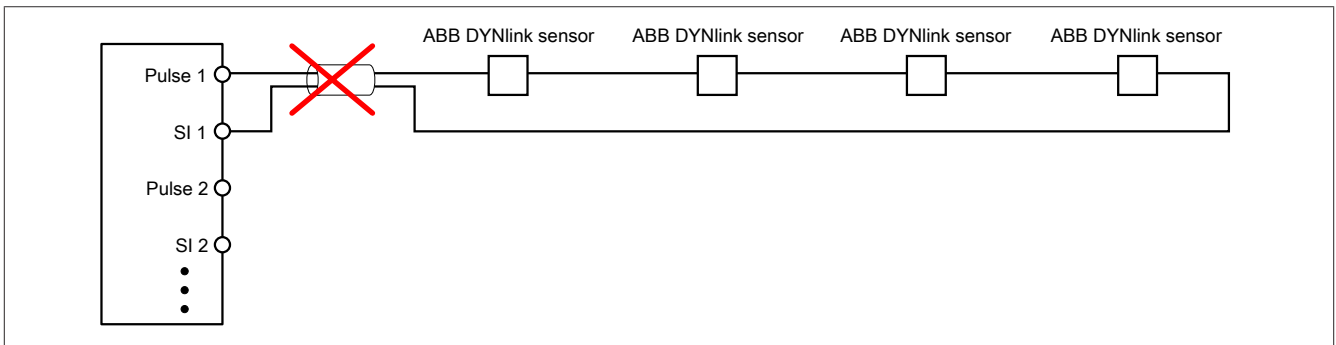 ABB DYNlink sensor ABB DYNlink sensor ABB DYNlink sensor ABB DYNlink sensor
Pulse 1
SI 1
Pulse 2
SI 2